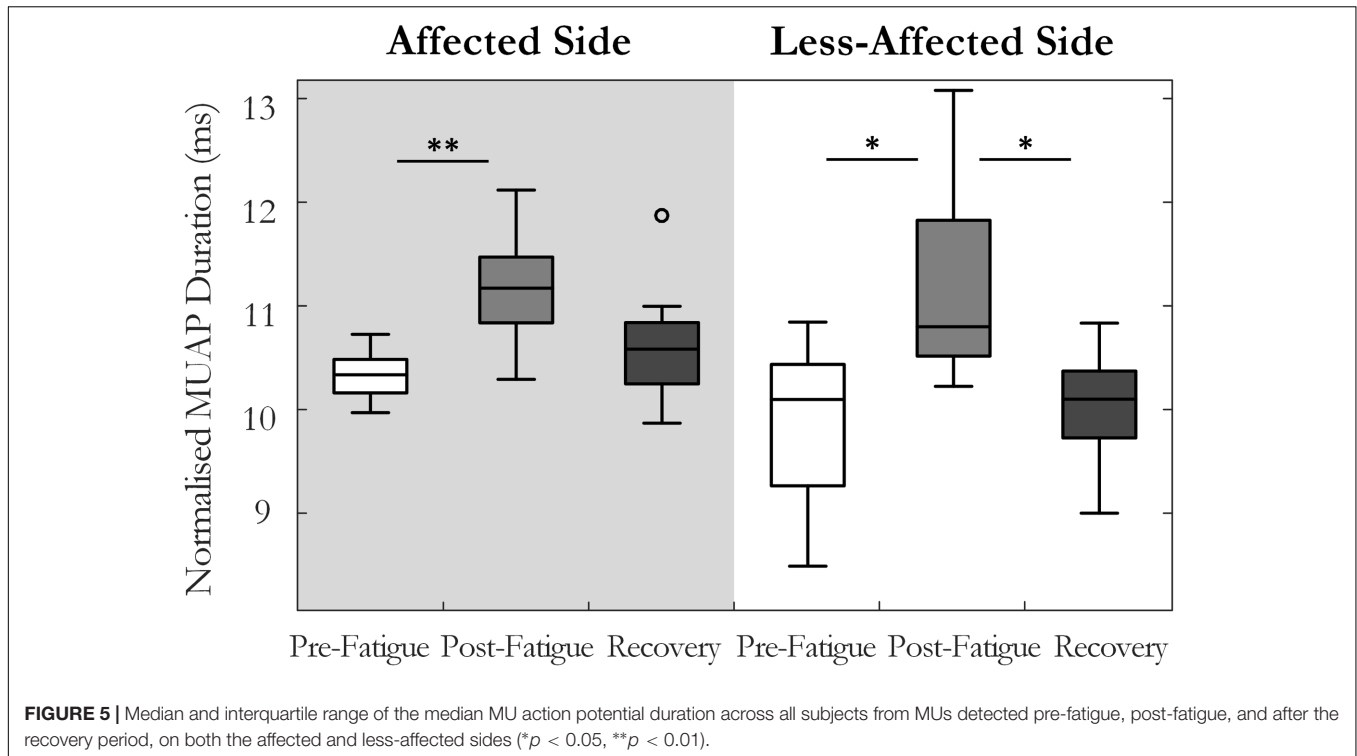 Affected Side Less-Affected Side
Normalised MUAP Duration (ms)
13
12
11
10
9
** * *
Pre-Fatigue Post-Fatigue Recovery Pre-Fatigue Post-Fatigue Recovery
FIGURE 5 | Median and interquartile range of the median MU action potential duration across all subjects from MUs detected pre-fatigue, post-fatigue, and after the
recovery period, on both the affected and less-affected sides (*p < 0.05, **p < 0.01).